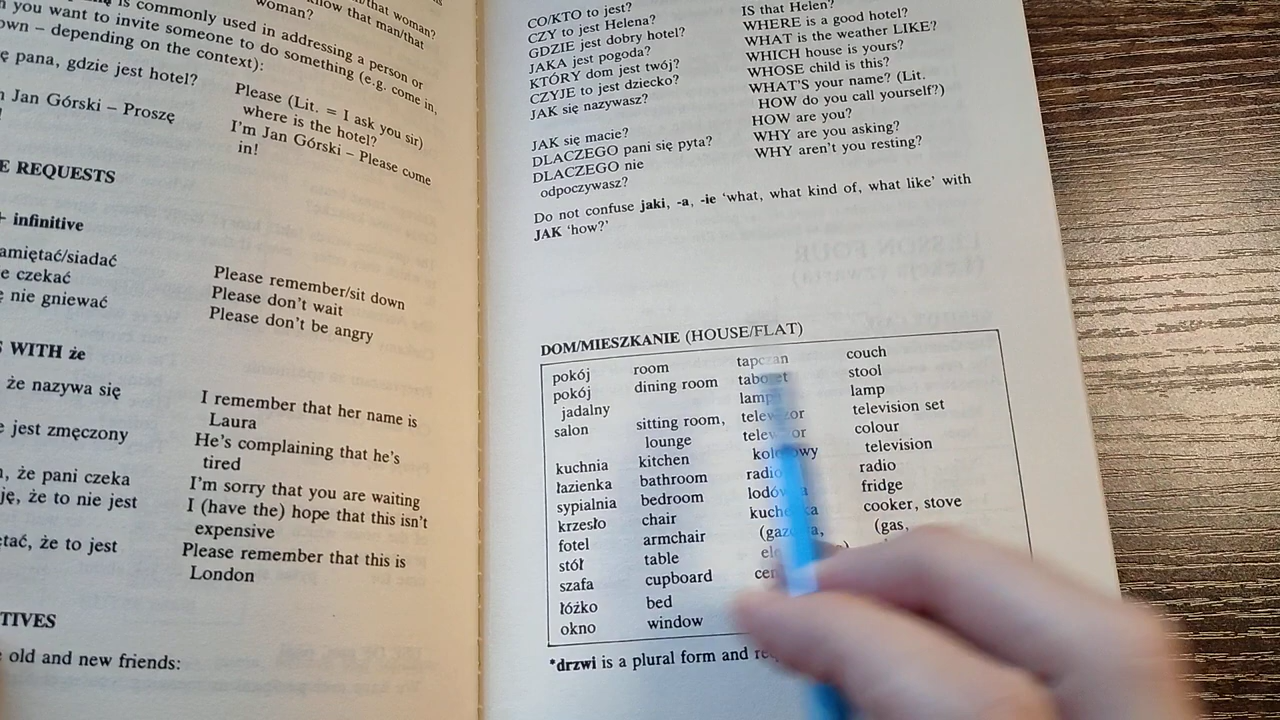 that woman?
woman?
know that man/that
is commonly used in addressing a person or
you want to invite someone to do something (e.g. come in,
depending on the context):
pana, gdzie jest hotel?
Please (Lit. = I ask you sir)
where is the hotel?
Jan Górski – Proszę
I'm Jan Górski – Please come
in!
REQUESTS
+ infinitive
Please remember/sit down
czekać
Please don't wait
nie gniewać
Please don't be angry
WITH że
że nazywa się
I remember that her name is
Laura
jest zmęczony
He's complaining that he's
tired
że pani czeka
I'm sorry that you are waiting
że to nie jest
I (have the) hope that this isn't
expensive
że to jest
Please remember that this is
London
old and new friends:
CO/KTO to jest?
CZY to jest Helena?
IS that Helen?
GDZIE jest dobry hotel?
WHERE is a good hotel?
JAKA jest pogoda?
WHAT is the weather LIKE?
KTÓRY dom jest twój?
WHICH house is yours?
CZYJE to jest dziecko?
WHOSE child is this?
JAK się nazywasz?
WHAT'S your name? (Lit.
HOW do you call yourself?)
JAK się macie?
HOW are you?
DLACZEGO pani się pyta?
WHY are you asking?
DLACZEGO nie
WHY aren't you resting?
odpoczywasz?
Do not confuse jaki, -a, -ie 'what, what kind of, what like' with
JAK 'how?'
DOM/MIESZKANIE (HOUSE/FLAT)
pokój room tapczan couch
pokój dining room taboret stool
jadalny lampa lamp
salon sitting room, telewizor television set
lounge telewizor colour
kolorowy television
kuchnia kitchen radio radio
łazienka bathroom lodówka fridge
sypialnia bedroom kuchenka cooker, stove
krzesło chair (gazowa, (gas,
fotel armchair
stół table
szafa cupboard
łóżko bed
okno window
*drzwi is a plural form and